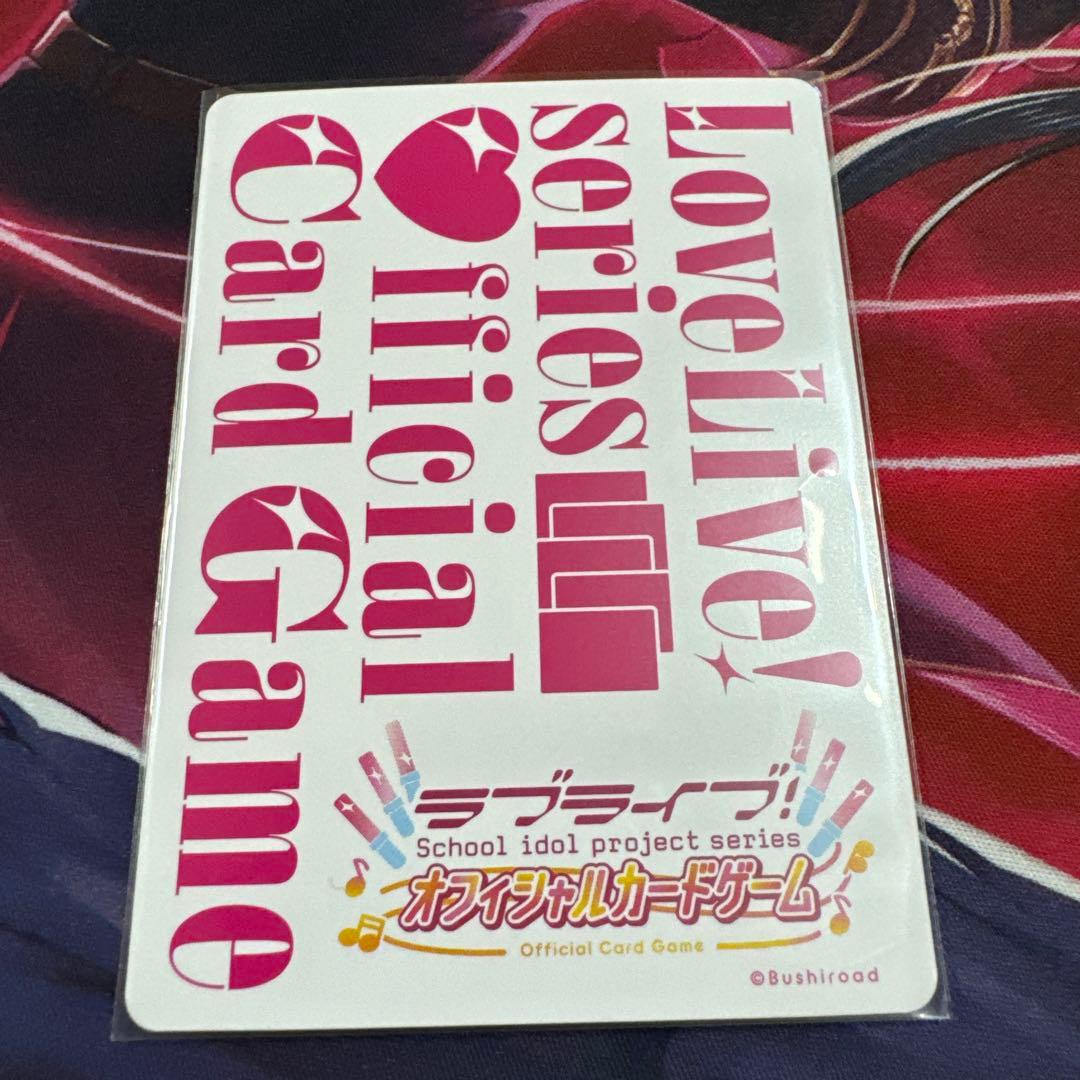 LoveLive!
series
♥fficial
Card Game
ラブライブ!
School idol project series
オフィシャルカードゲーム
Official Card Game
©Bushiroad